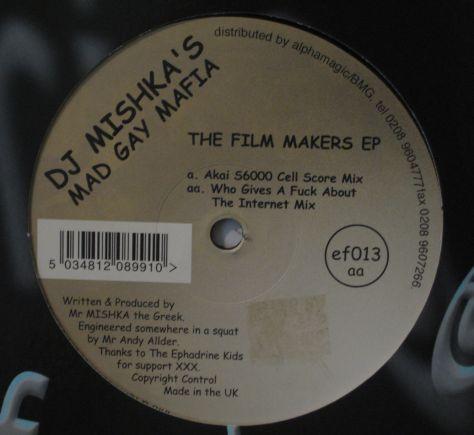 DJ MISHKA'S
MAD GAY MAFIA
distributed by alphamagic/BMG. tel 0208 9604777fax 0208 9607266.
THE FILM MAKERS EP
a. Akai S6000 Cell Score Mix
aa. Who Gives A Fuck About
The Internet Mix
ef013
aa
5 034812 089910 >
Written & Produced by
Mr MISHKA the Greek.
Engineered somewhere in a squat
by Mr Andy Allder.
Thanks to The Ephadrine Kids
for support XXX.
Copyright Control
Made in the UK